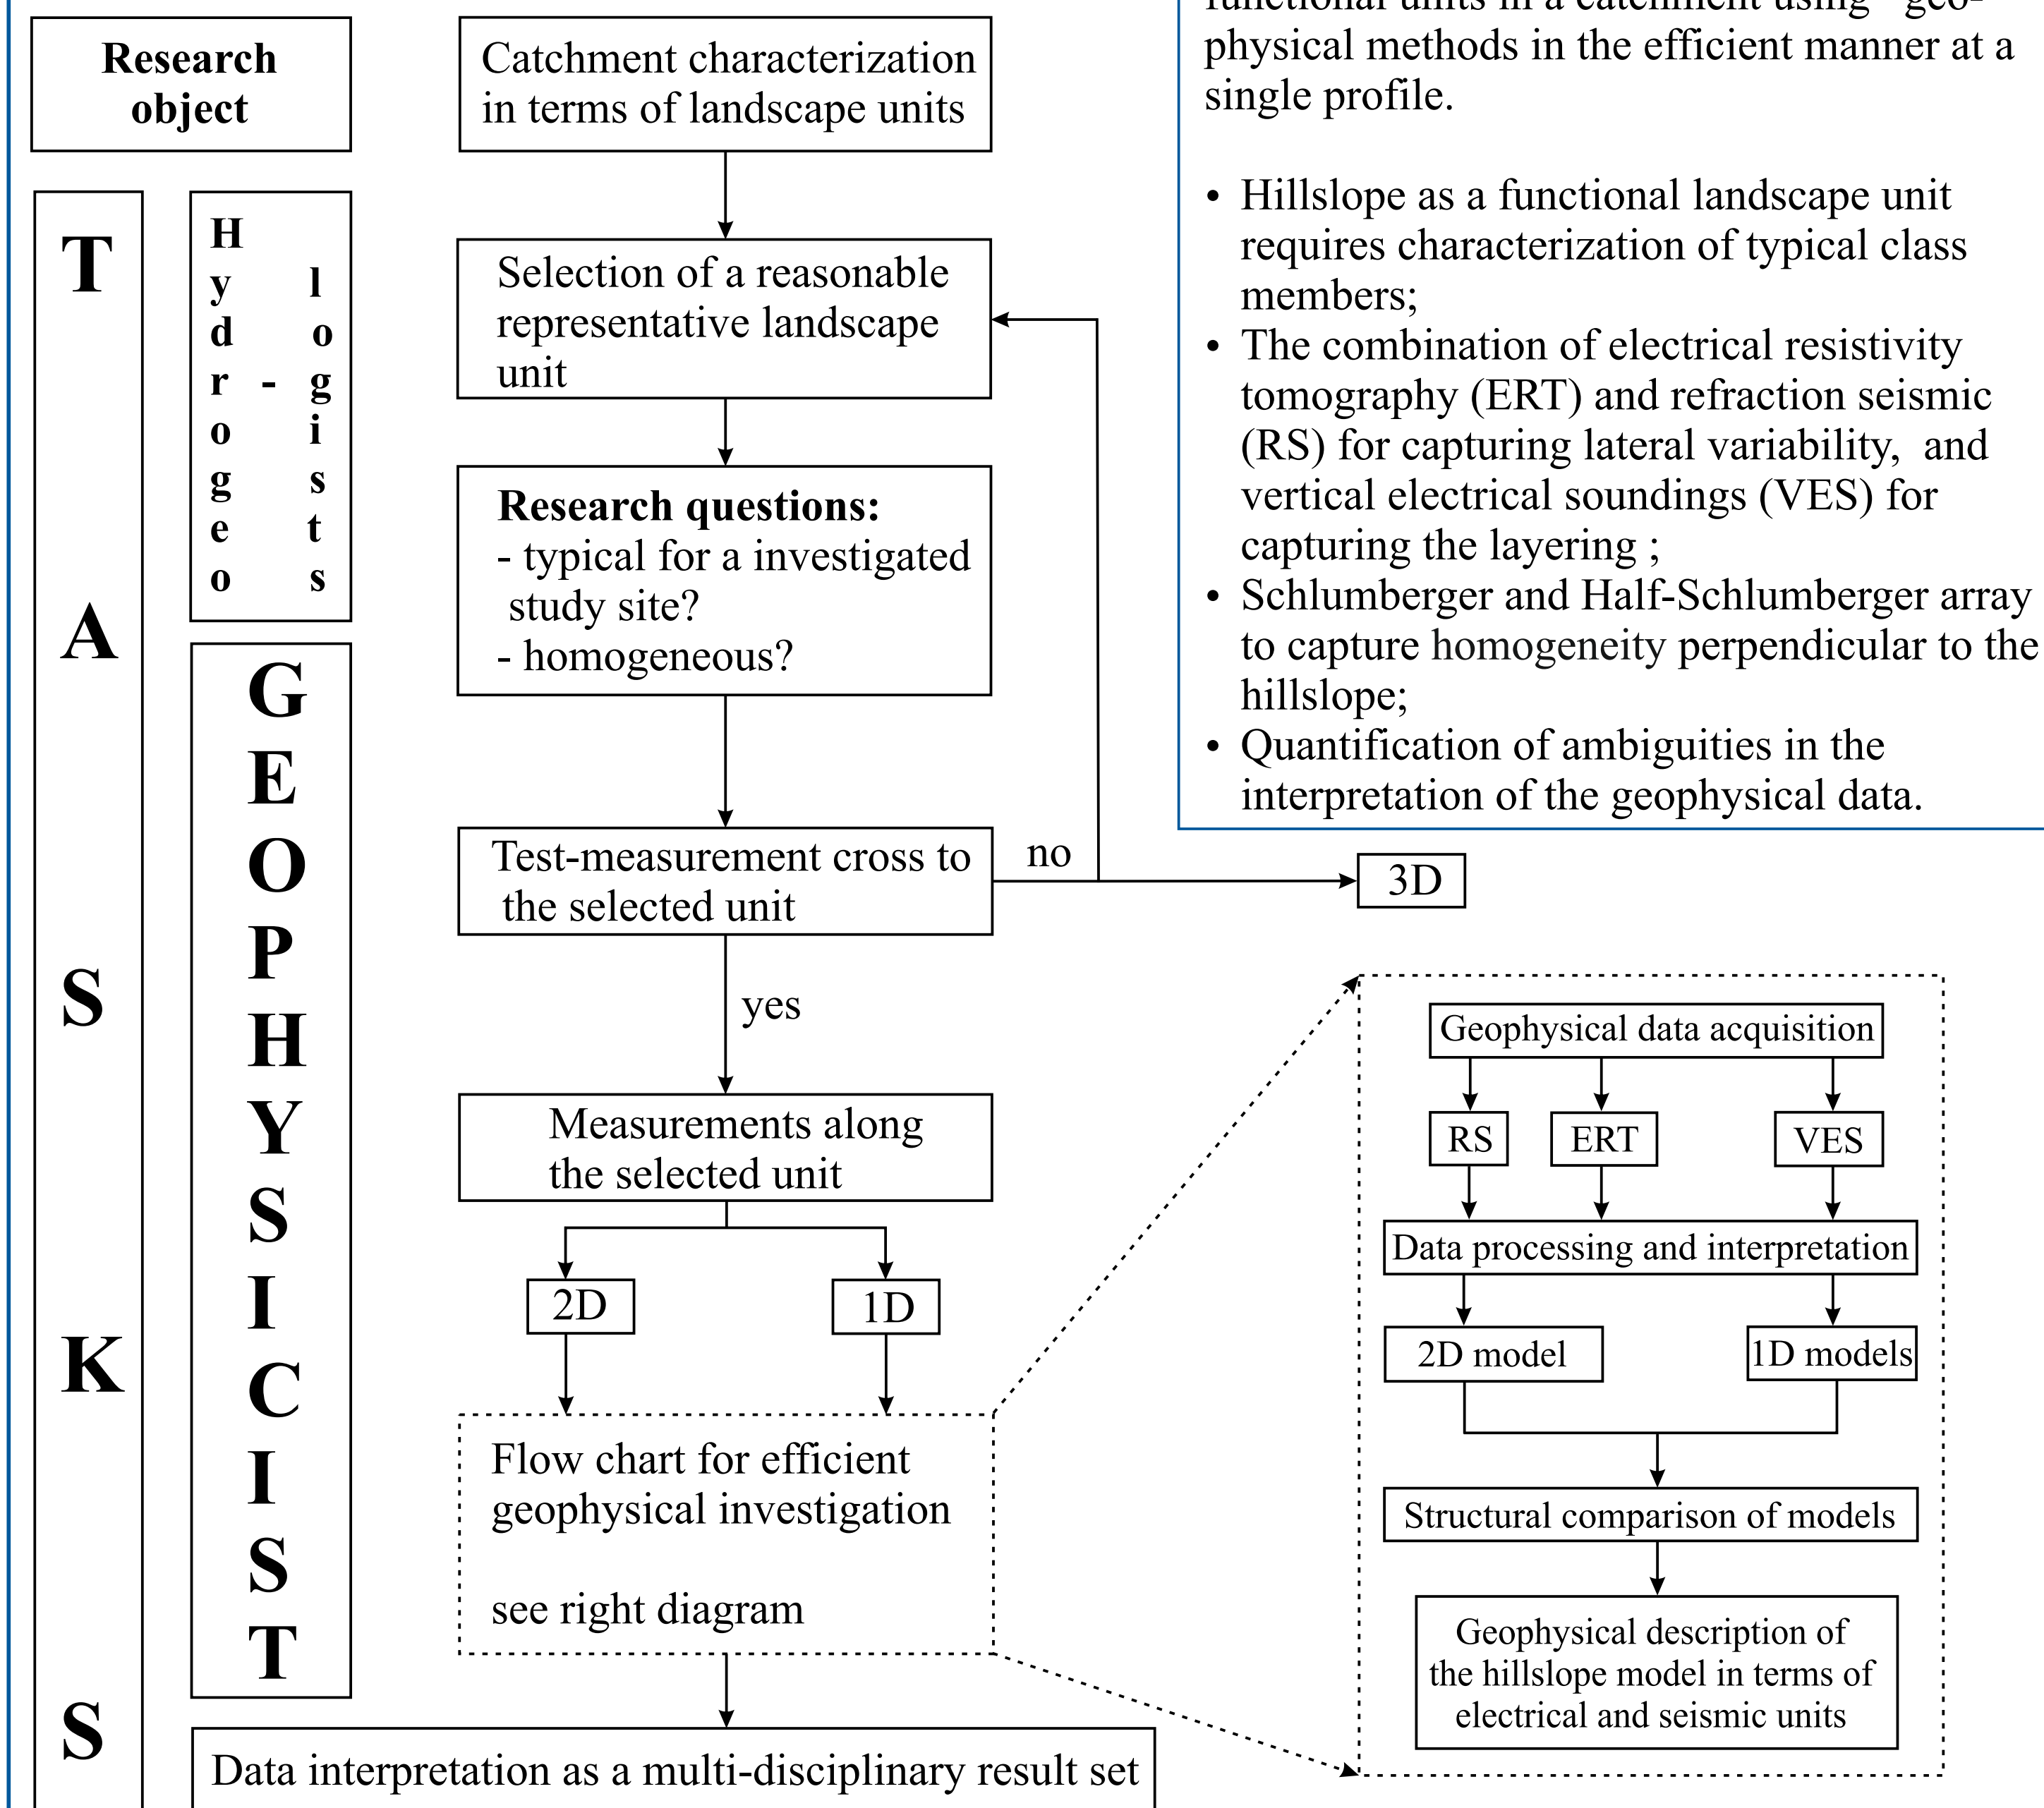 Research
object
T
A
S
K
S
Hydrogeo-
logists
GEOPHYSICIST
Catchment characterization
in terms of landscape units
Selection of a reasonable
representative landscape
unit
Research questions:
- typical for a investigated
study site?
- homogeneous?
Test-measurement cross to
the selected unit
no
3D
yes
Measurements along
the selected unit
2D
1D
Flow chart for efficient
geophysical investigation
see right diagram
Data interpretation as a multi-disciplinary result set
functional units in a catchment using geo-
physical methods in the efficient manner at a
single profile.
• Hillslope as a functional landscape unit
requires characterization of typical class
members;
• The combination of electrical resistivity
tomography (ERT) and refraction seismic
(RS) for capturing lateral variability, and
vertical electrical soundings (VES) for
capturing the layering ;
• Schlumberger and Half-Schlumberger array
to capture homogeneity perpendicular to the
hillslope;
• Quantification of ambiguities in the
interpretation of the geophysical data.
Geophysical data acquisition
RS
ERT
VES
Data processing and interpretation
2D model
1D models
Structural comparison of models
Geophysical description of
the hillslope model in terms of
electrical and seismic units